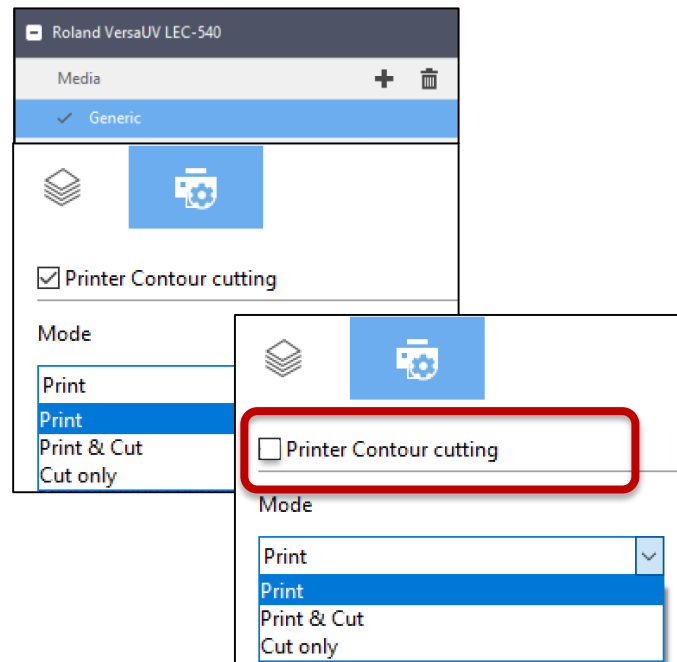 Roland VersaUV LEC-540
Media
Generic
Printer Contour cutting
Mode
Print
Print
Print & Cut
Cut only
Printer Contour cutting
Mode
Print
Print
Print & Cut
Cut only